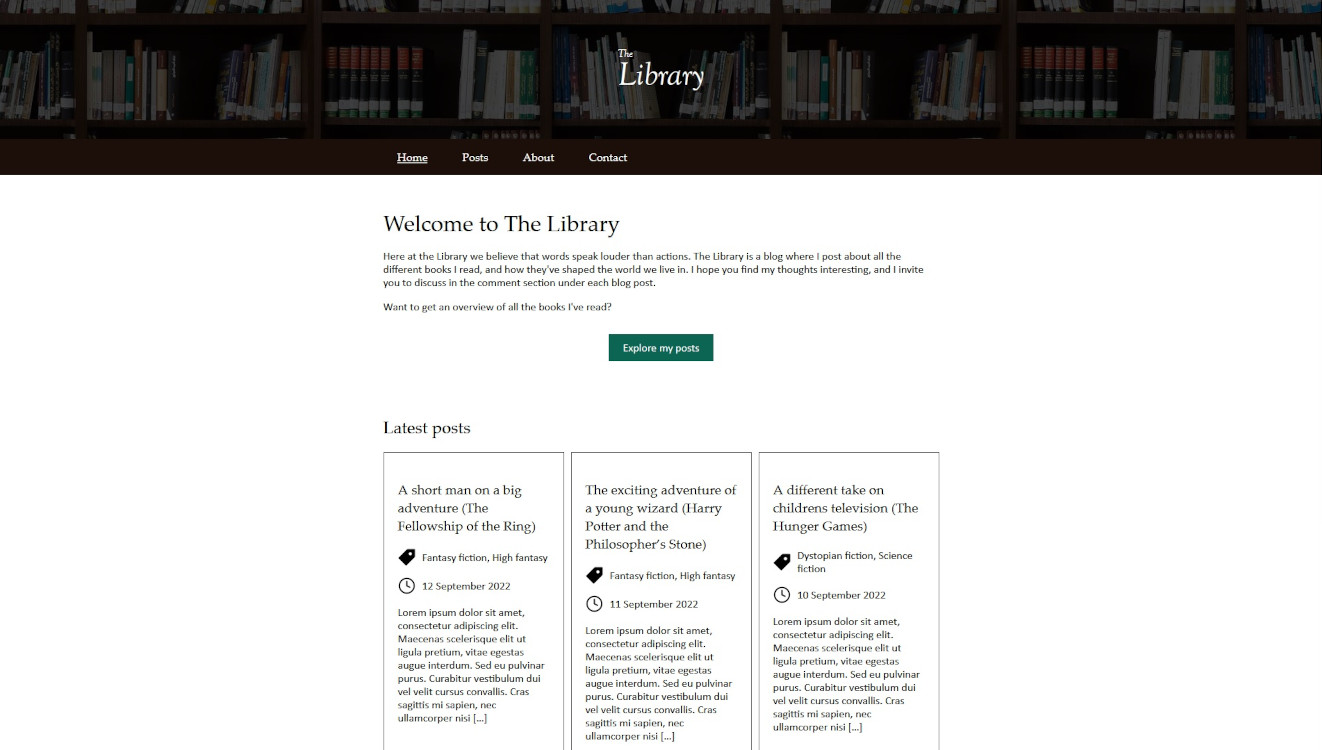 The
Library
Home Posts About Contact
Welcome to The Library
Here at the Library we believe that words speak louder than actions. The Library is a blog where I post about all the
different books I read, and how they've shaped the world we live in. I hope you find my thoughts interesting, and I invite
you to discuss in the comment section under each blog post.
Want to get an overview of all the books I've read?
Explore my posts
Latest posts
A short man on a big
adventure (The
Fellowship of the Ring)
Fantasy fiction, High fantasy
12 September 2022
Lorem ipsum dolor sit amet,
consectetur adipiscing elit.
Maecenas scelerisque elit ut
ligula pretium, vitae egestas
augue interdum. Sed eu pulvinar
purus. Curabitur vestibulum dui
vel velit cursus convallis. Cras
sagittis mi sapien, nec
ullamcorper nisi [...]
The exciting adventure of
a young wizard (Harry
Potter and the
Philosopher's Stone)
Fantasy fiction, High fantasy
11 September 2022
Lorem ipsum dolor sit amet,
consectetur adipiscing elit.
Maecenas scelerisque elit ut
ligula pretium, vitae egestas
augue interdum. Sed eu pulvinar
purus. Curabitur vestibulum dui
vel velit cursus convallis. Cras
sagittis mi sapien, nec
ullamcorper nisi [...]
A different take on
childrens television (The
Hunger Games)
Dystopian fiction, Science
fiction
10 September 2022
Lorem ipsum dolor sit amet,
consectetur adipiscing elit.
Maecenas scelerisque elit ut
ligula pretium, vitae egestas
augue interdum. Sed eu pulvinar
purus. Curabitur vestibulum dui
vel velit cursus convallis. Cras
sagittis mi sapien, nec
ullamcorper nisi [...]